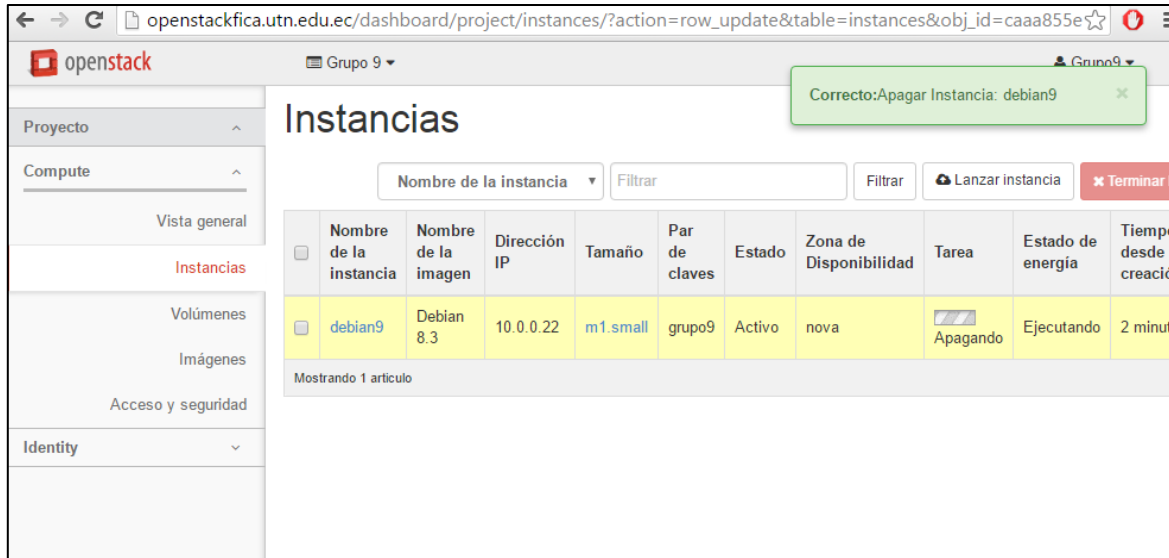 openstackfica.utn.edu.ec/dashboard/project/instances/?action=row_update&table=instances&obj_id=caaa855e
openstack
Grupo 9
Grupo9
Correcto:Apagar Instancia: debian9 ×
Proyecto
Compute
Vista general
Instancias
Volúmenes
Imágenes
Acceso y seguridad
Identity
Instancias
Nombre de la instancia Filtrar Filtrar Lanzar instancia Terminar
Nombre de la instancia Nombre de la imagen Dirección IP Tamaño Par de claves Estado Zona de Disponibilidad Tarea Estado de energía desde
debian9 Debian 8.3 10.0.0.22 m1.small grupo9 Activo nova Apagando Ejecutando 2
Mostrando 1 articulo